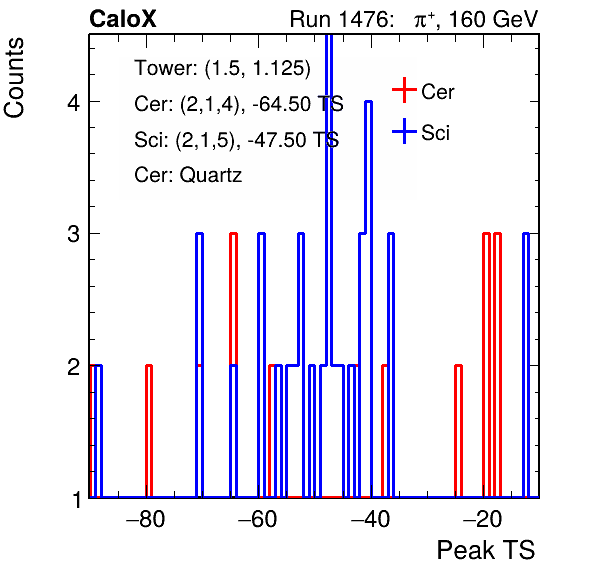 CaloX Run 1476: π⁺, 160 GeV
Counts
Tower: (1.5, 1.125)
Cer: (2,1,4), -64.50 TS
Sci: (2,1,5), -47.50 TS
Cer: Quartz
Cer
Sci
4
3
2
1
−80 −60 −40 −20
Peak TS